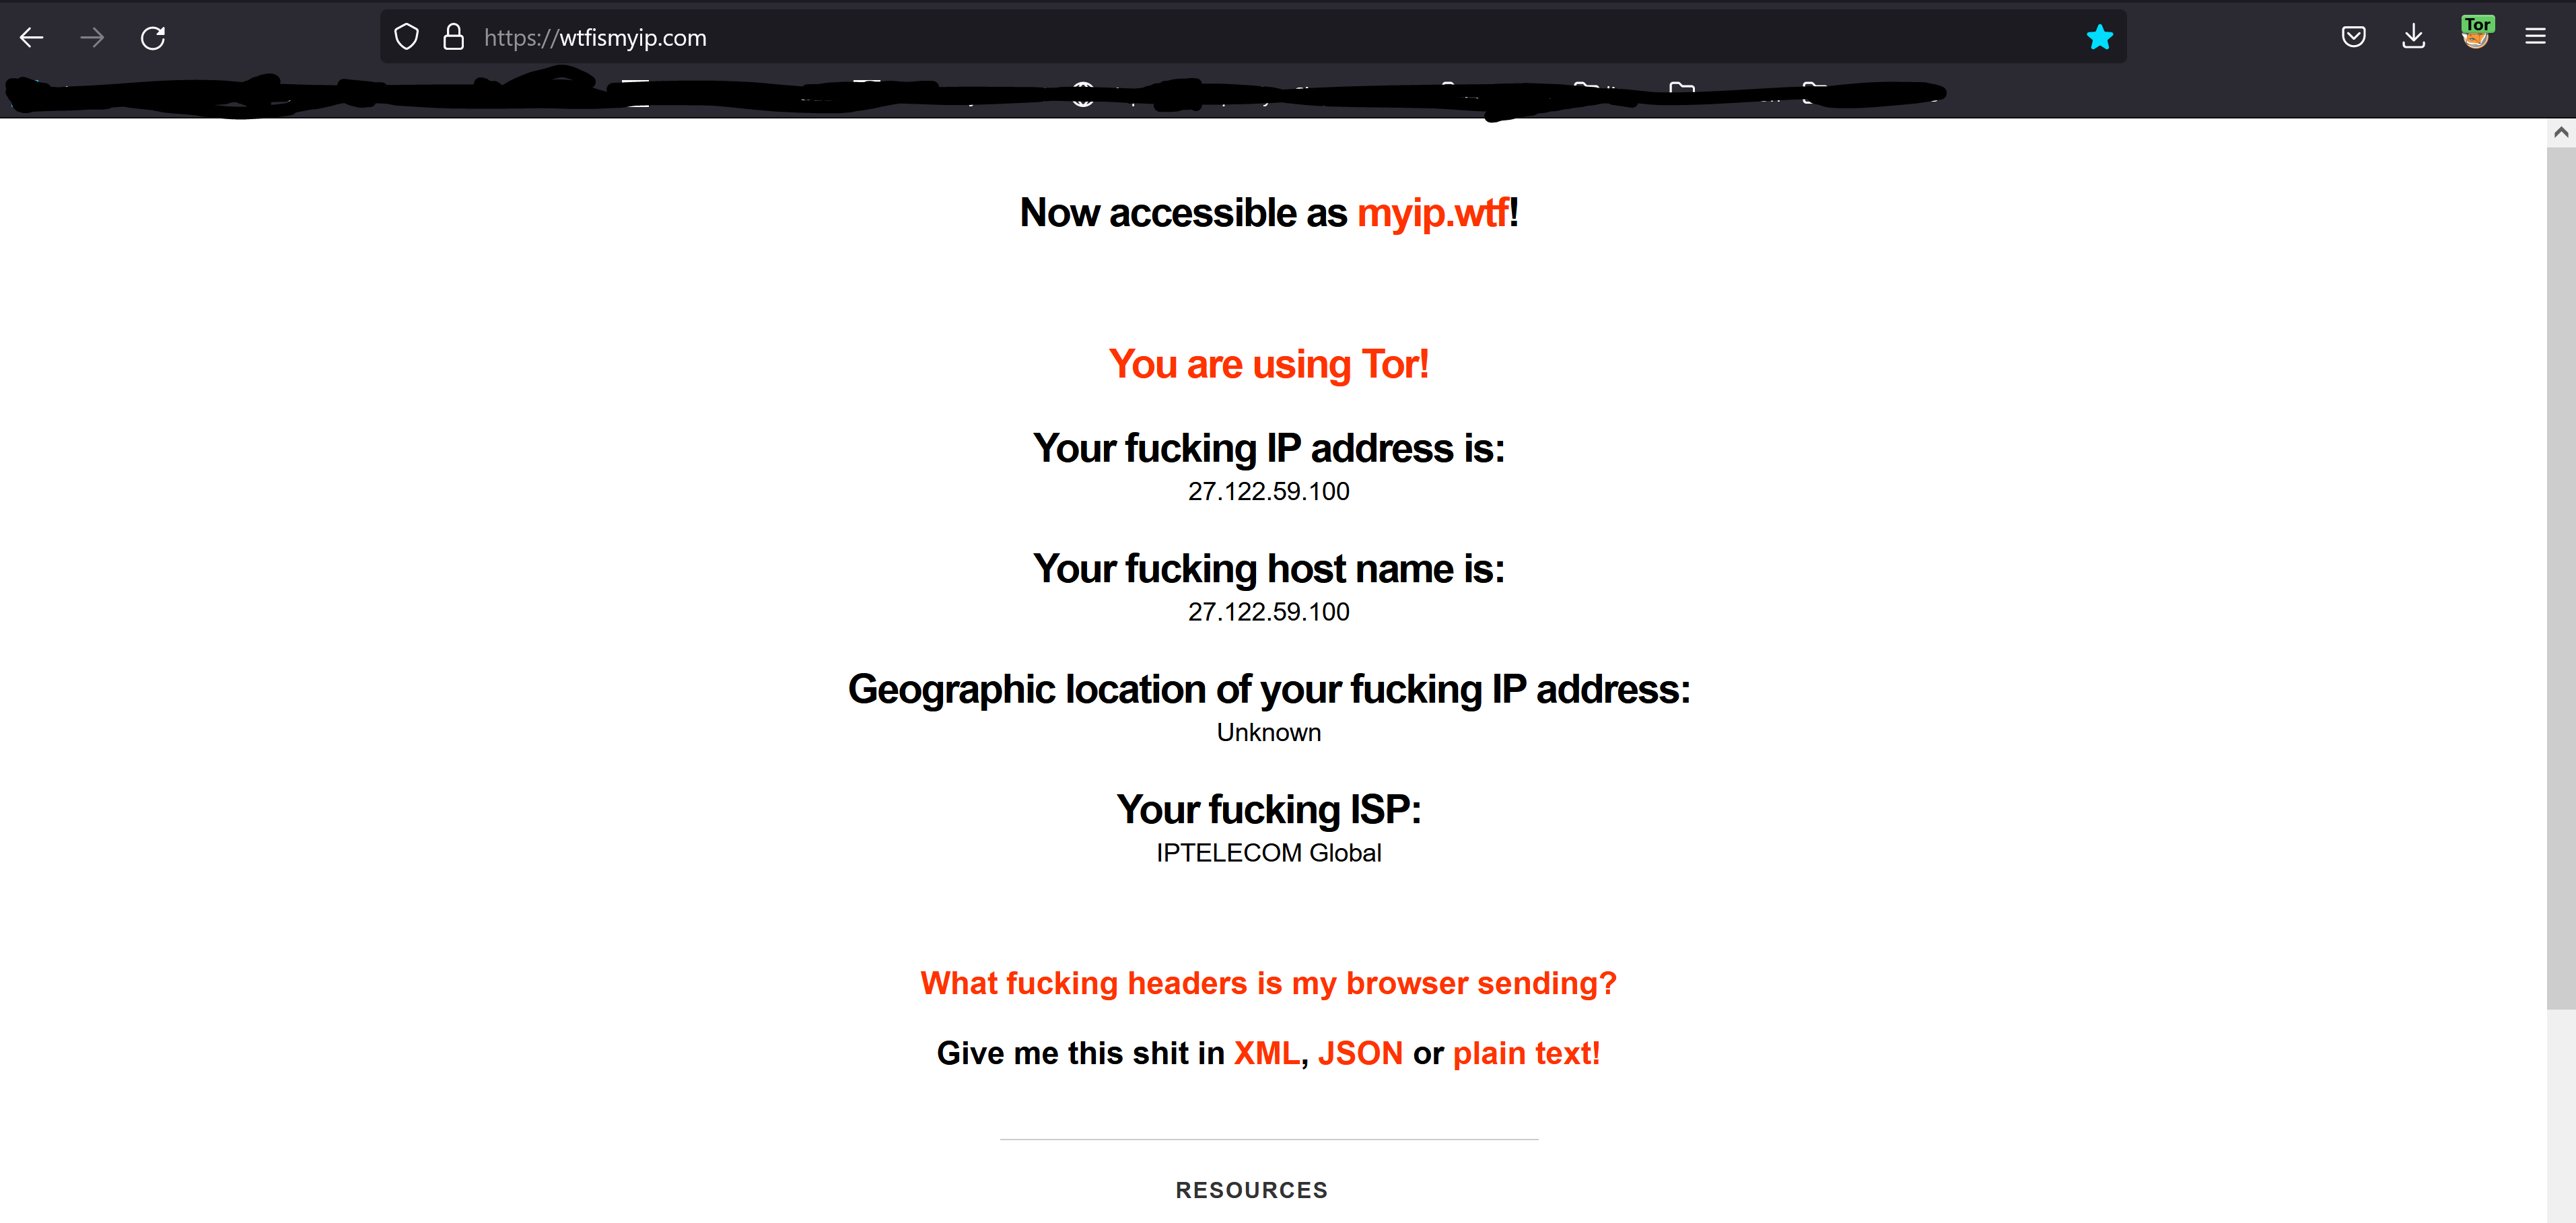 Tor
https://wtfismyip.com
Now accessible as myip.wtf!
You are using Tor!
Your fucking IP address is:
27.122.59.100
Your fucking host name is:
27.122.59.100
Geographic location of your fucking IP address:
Unknown
Your fucking ISP:
IPTELECOM Global
What fucking headers is my browser sending?
Give me this shit in XML, JSON or plain text!
RESOURCES